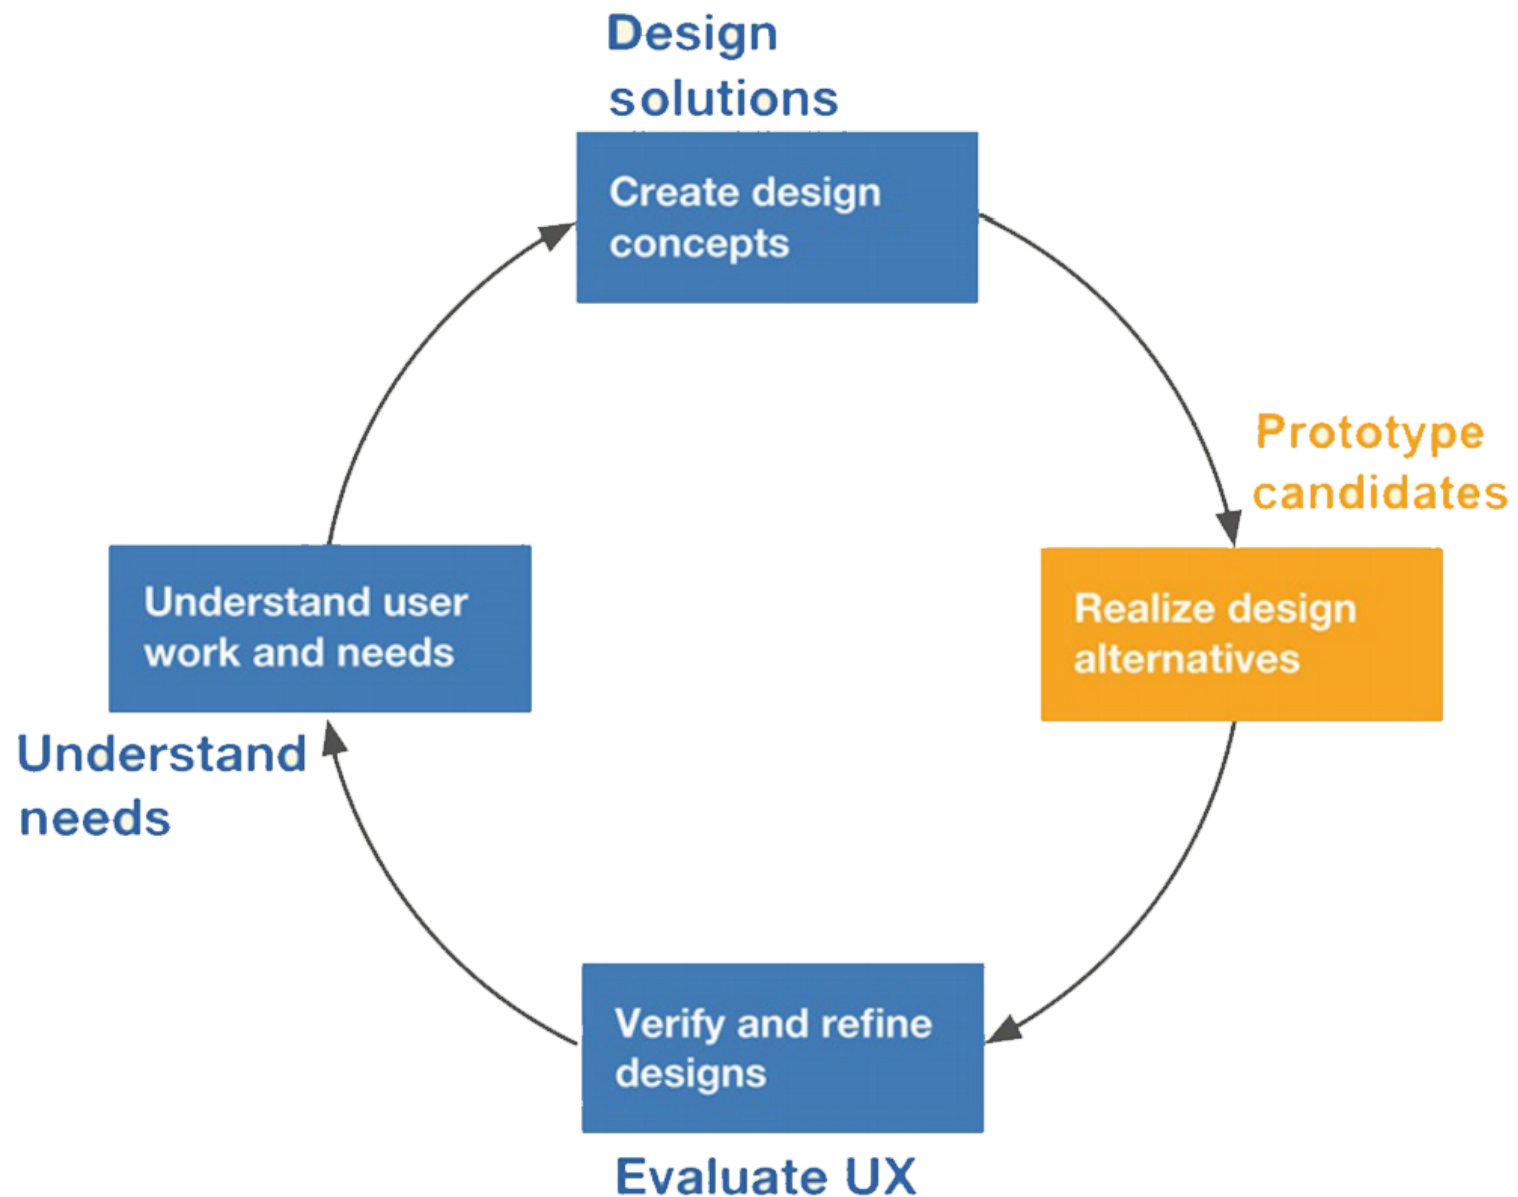 Design
solutions
Create design
concepts
Prototype
candidates
Realize design
alternatives
Understand user
work and needs
Understand
needs
Verify and refine
designs
Evaluate UX